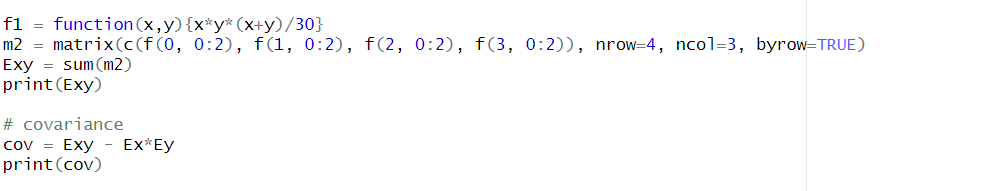 f1 = function(x,y){x*y*(x+y)/30}
m2 = matrix(c(f(0, 0:2), f(1, 0:2), f(2, 0:2), f(3, 0:2)), nrow=4, ncol=3, byrow=TRUE)
Exy = sum(m2)
print(Exy)
# covariance
cov = Exy - Ex*Ey
print(cov)